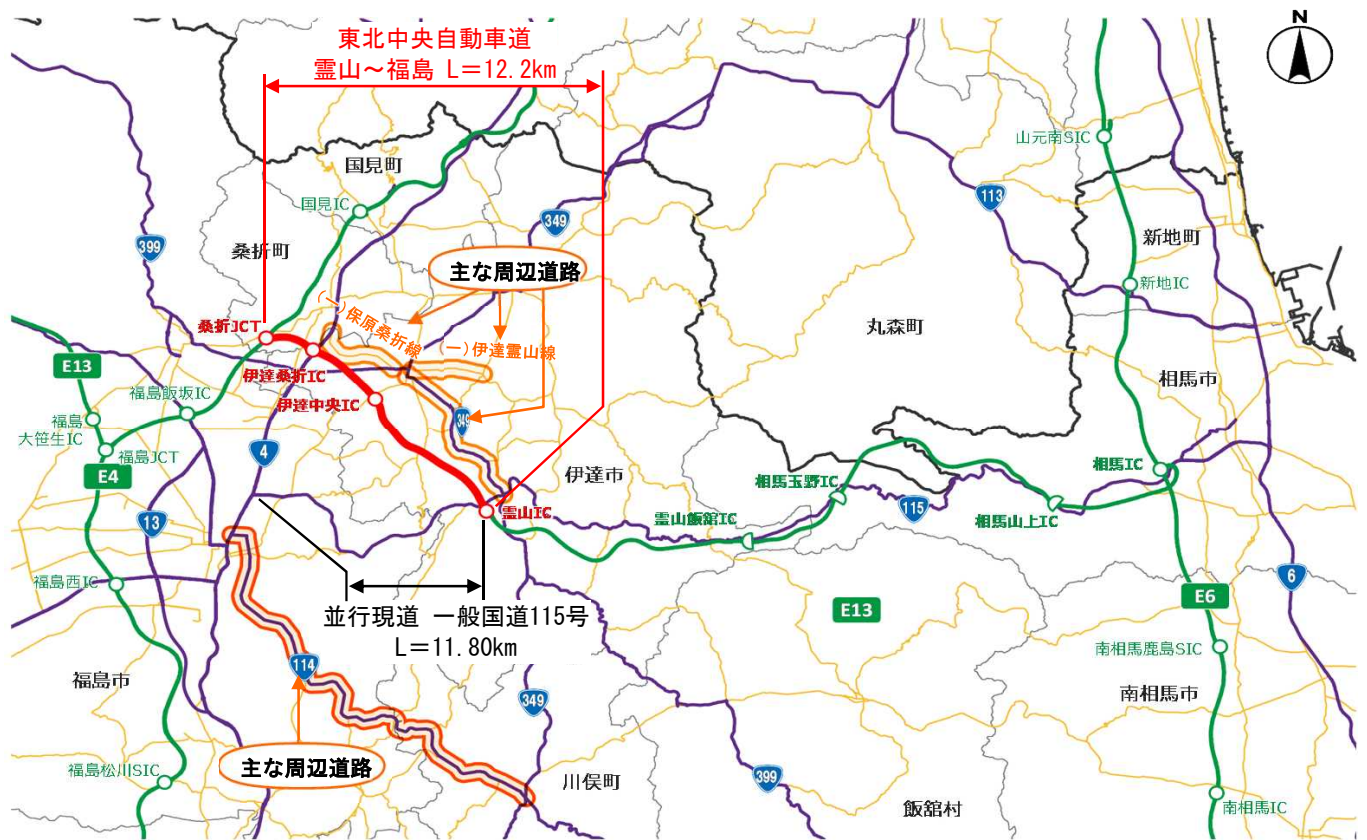 東北中央自動車道
霊山～福島 L＝12.2km
N
山元南SIC
国見町
国見IC
349
113
399
桑折町
新地町
主な周辺道路
新地IC
桑折JCT
(一)保原桑折線
(一)伊達霊山線
丸森町
E13
伊達桑折IC
相馬市
福島飯坂IC
伊達中央IC
福島
大笹生IC
349
4
福島JCT
E4
伊達市
相馬IC
相馬玉野IC
13
霊山IC
霊山飯舘IC
115
相馬山上IC
福島西IC
6
並行現道 一般国道115号
L＝11.80km
E13
E6
南相馬鹿島SIC
114
福島市
349
南相馬市
主な周辺道路
福島松川SIC
川俣町
399
飯舘村
南相馬IC